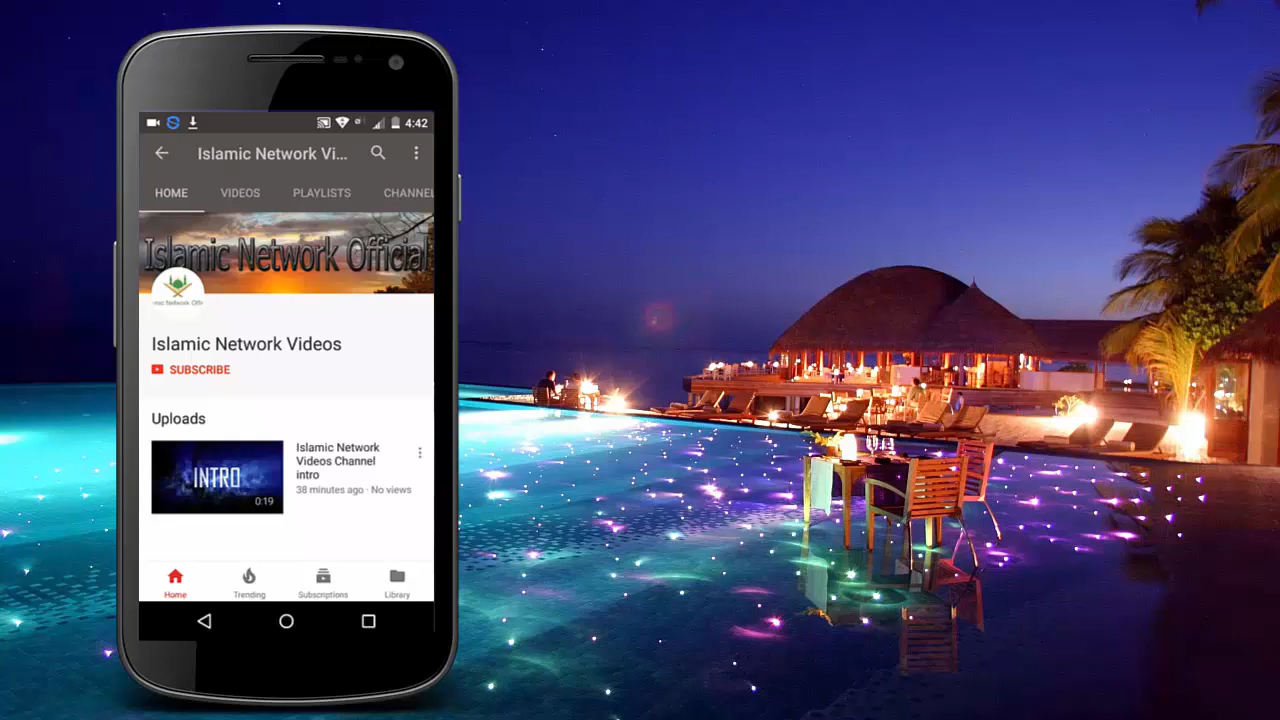 4:42
Islamic Network Vi...
HOME VIDEOS PLAYLISTS CHANNEL
Islamic Network Official
Islamic Network Videos
SUBSCRIBE
Uploads
INTRO
0:19
Islamic Network
Videos Channel
intro
38 minutes ago · No views
Home Trending Subscriptions Library